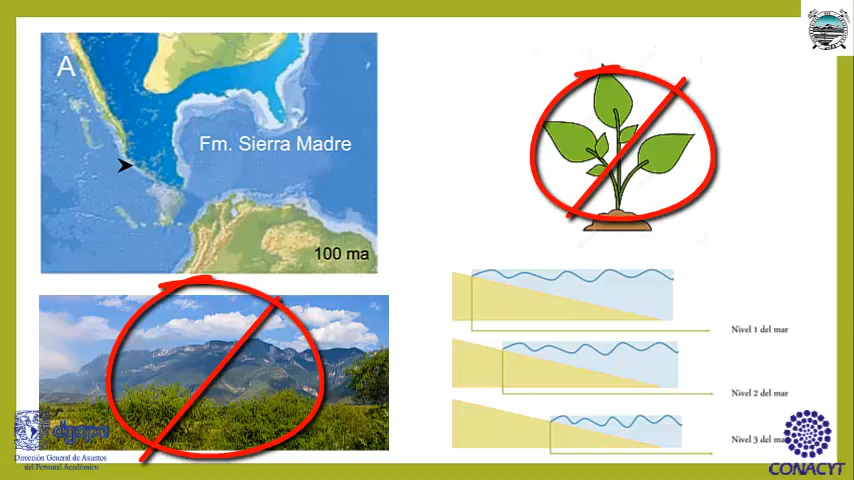 A
Fm. Sierra Madre
100 ma
Nivel 1 del mar
Nivel 2 del mar
Nivel 3 del mar
dgapa
Dirección General de Asuntos
del Personal Académico
CONACYT